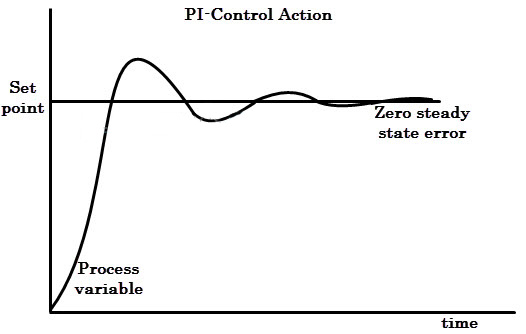 PI-Control Action
Set
point
Zero steady
state error
Process
variable
time